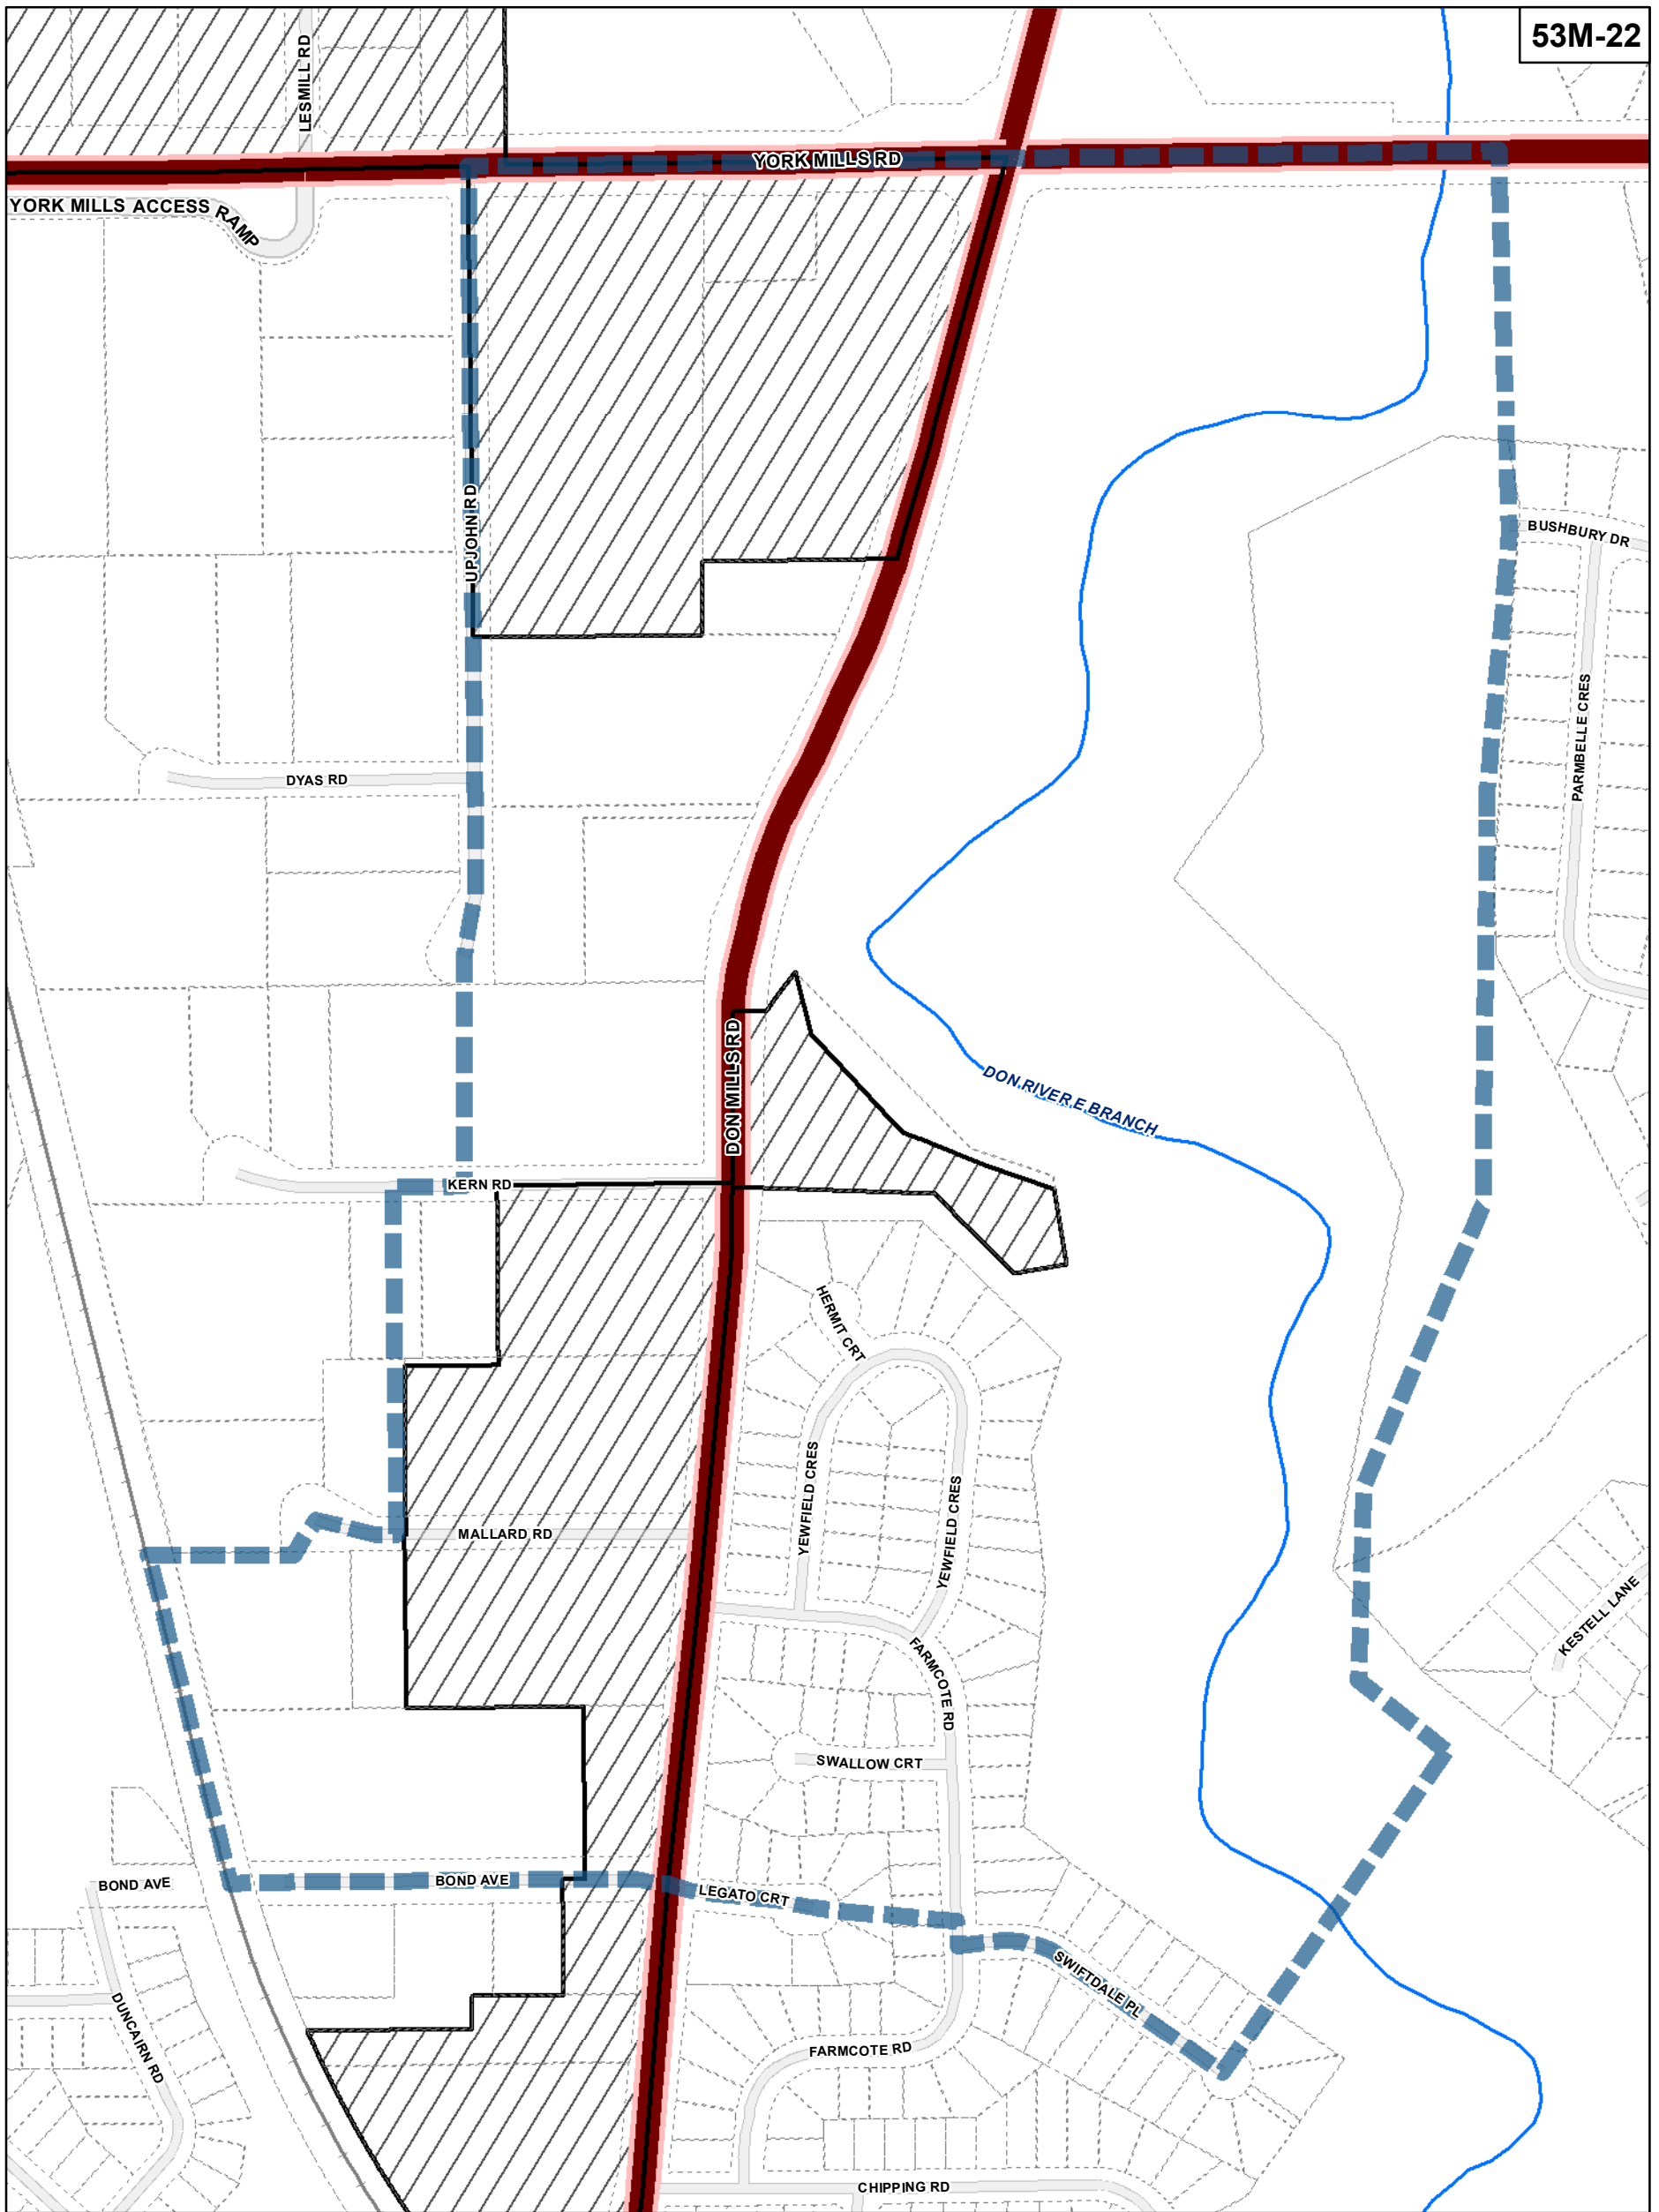 53M-22
LESMILL RD
YORK MILLS RD
YORK MILLS ACCESS RAMP
UPJOHN RD
BUSHBURY DR
PARMBELLE CRES
DYAS RD
DON MILLS RD
DON RIVER E BRANCH
KERN RD
HERMIT CRT
YEWFIELD CRES
YEWFIELD CRES
MALLARD RD
KESTELL LANE
FARMCOTE RD
SWALLOW CRT
BOND AVE
BOND AVE
LEGATO CRT
SWIFTDALE PL
DUNCAIRN RD
FARMCOTE RD
CHIPPING RD